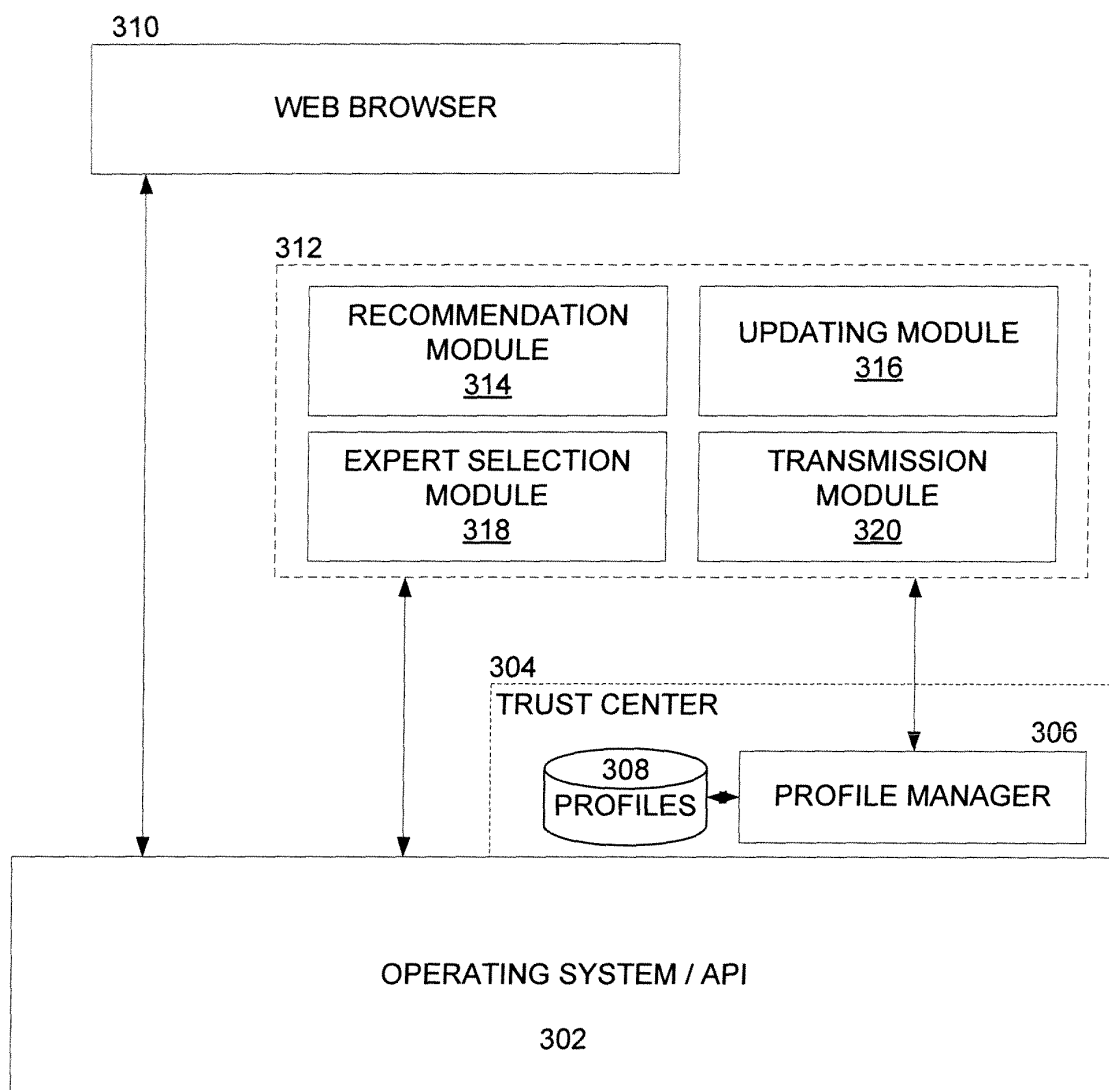 310
WEB BROWSER
312
RECOMMENDATION
MODULE
314
UPDATING MODULE
316
EXPERT SELECTION
MODULE
318
TRANSMISSION
MODULE
320
304
TRUST CENTER
306
308
PROFILES
PROFILE MANAGER
OPERATING SYSTEM / API
302